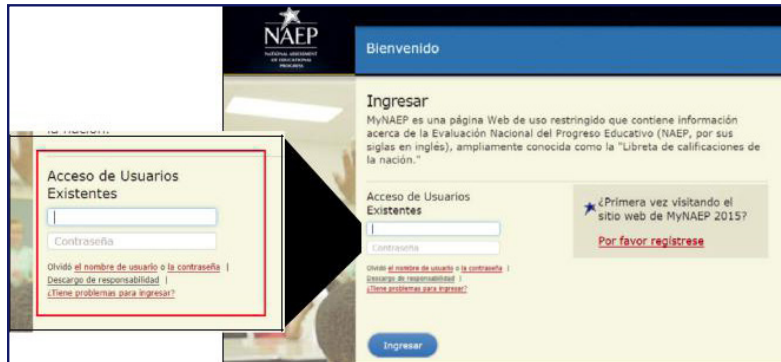 NAEP
NATIONAL ASSESSMENT
OF EDUCATIONAL
PROGRESS
Bienvenido
Ingresar
MyNAEP es una página Web de uso restringido que contiene información
acerca de la Evaluación Nacional del Progreso Educativo (NAEP, por sus
siglas en inglés), ampliamente conocida como la "Libreta de calificaciones de
la nación."
la nación.
Acceso de Usuarios
Existentes
Contraseña
Olvidó el nombre de usuario o la contraseña |
Descargo de responsabilidad |
¿Tiene problemas para ingresar?
Acceso de Usuarios
Existentes
Contraseña
Olvidó el nombre de usuario o la contraseña |
Descargo de responsabilidad |
¿Tiene problemas para ingresar?
¿Primera vez visitando el
sitio web de MyNAEP 2015?
Por favor regístrese
Ingresar